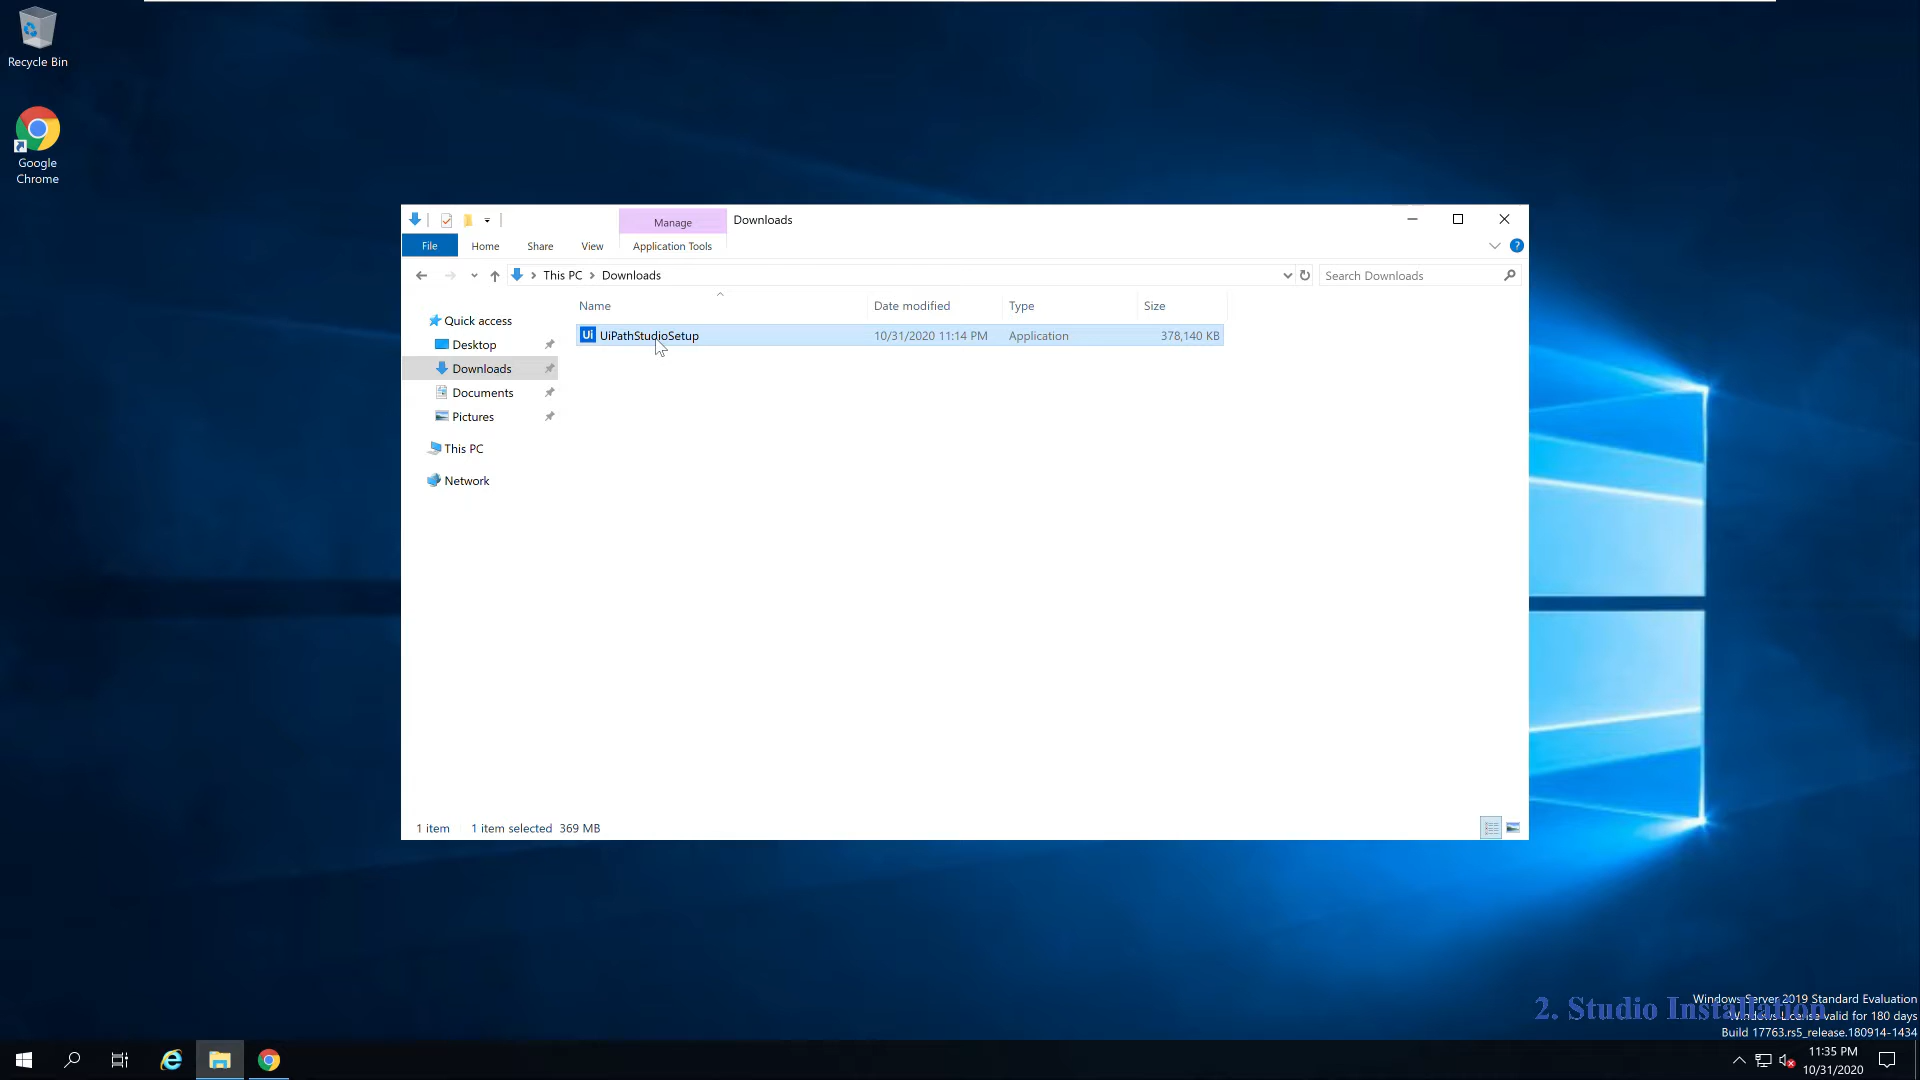 Recycle Bin
Google
Chrome
Manage
Downloads
File
Home
Share
View
Application Tools
This PC
Downloads
Search Downloads
Name
Date modified
Type
Size
Quick access
Desktop
Downloads
Documents
Pictures
This PC
Network
Ui UiPathStudioSetup
10/31/2020 11:14 PM
Application
378,140 KB
1 item
1 item selected 369 MB
Windows Server 2019 Standard Evaluation
2. Studio Installation
Windows License valid for 180 days
Build 17763.rs5_release.180914-1434
11:35 PM
10/31/2020